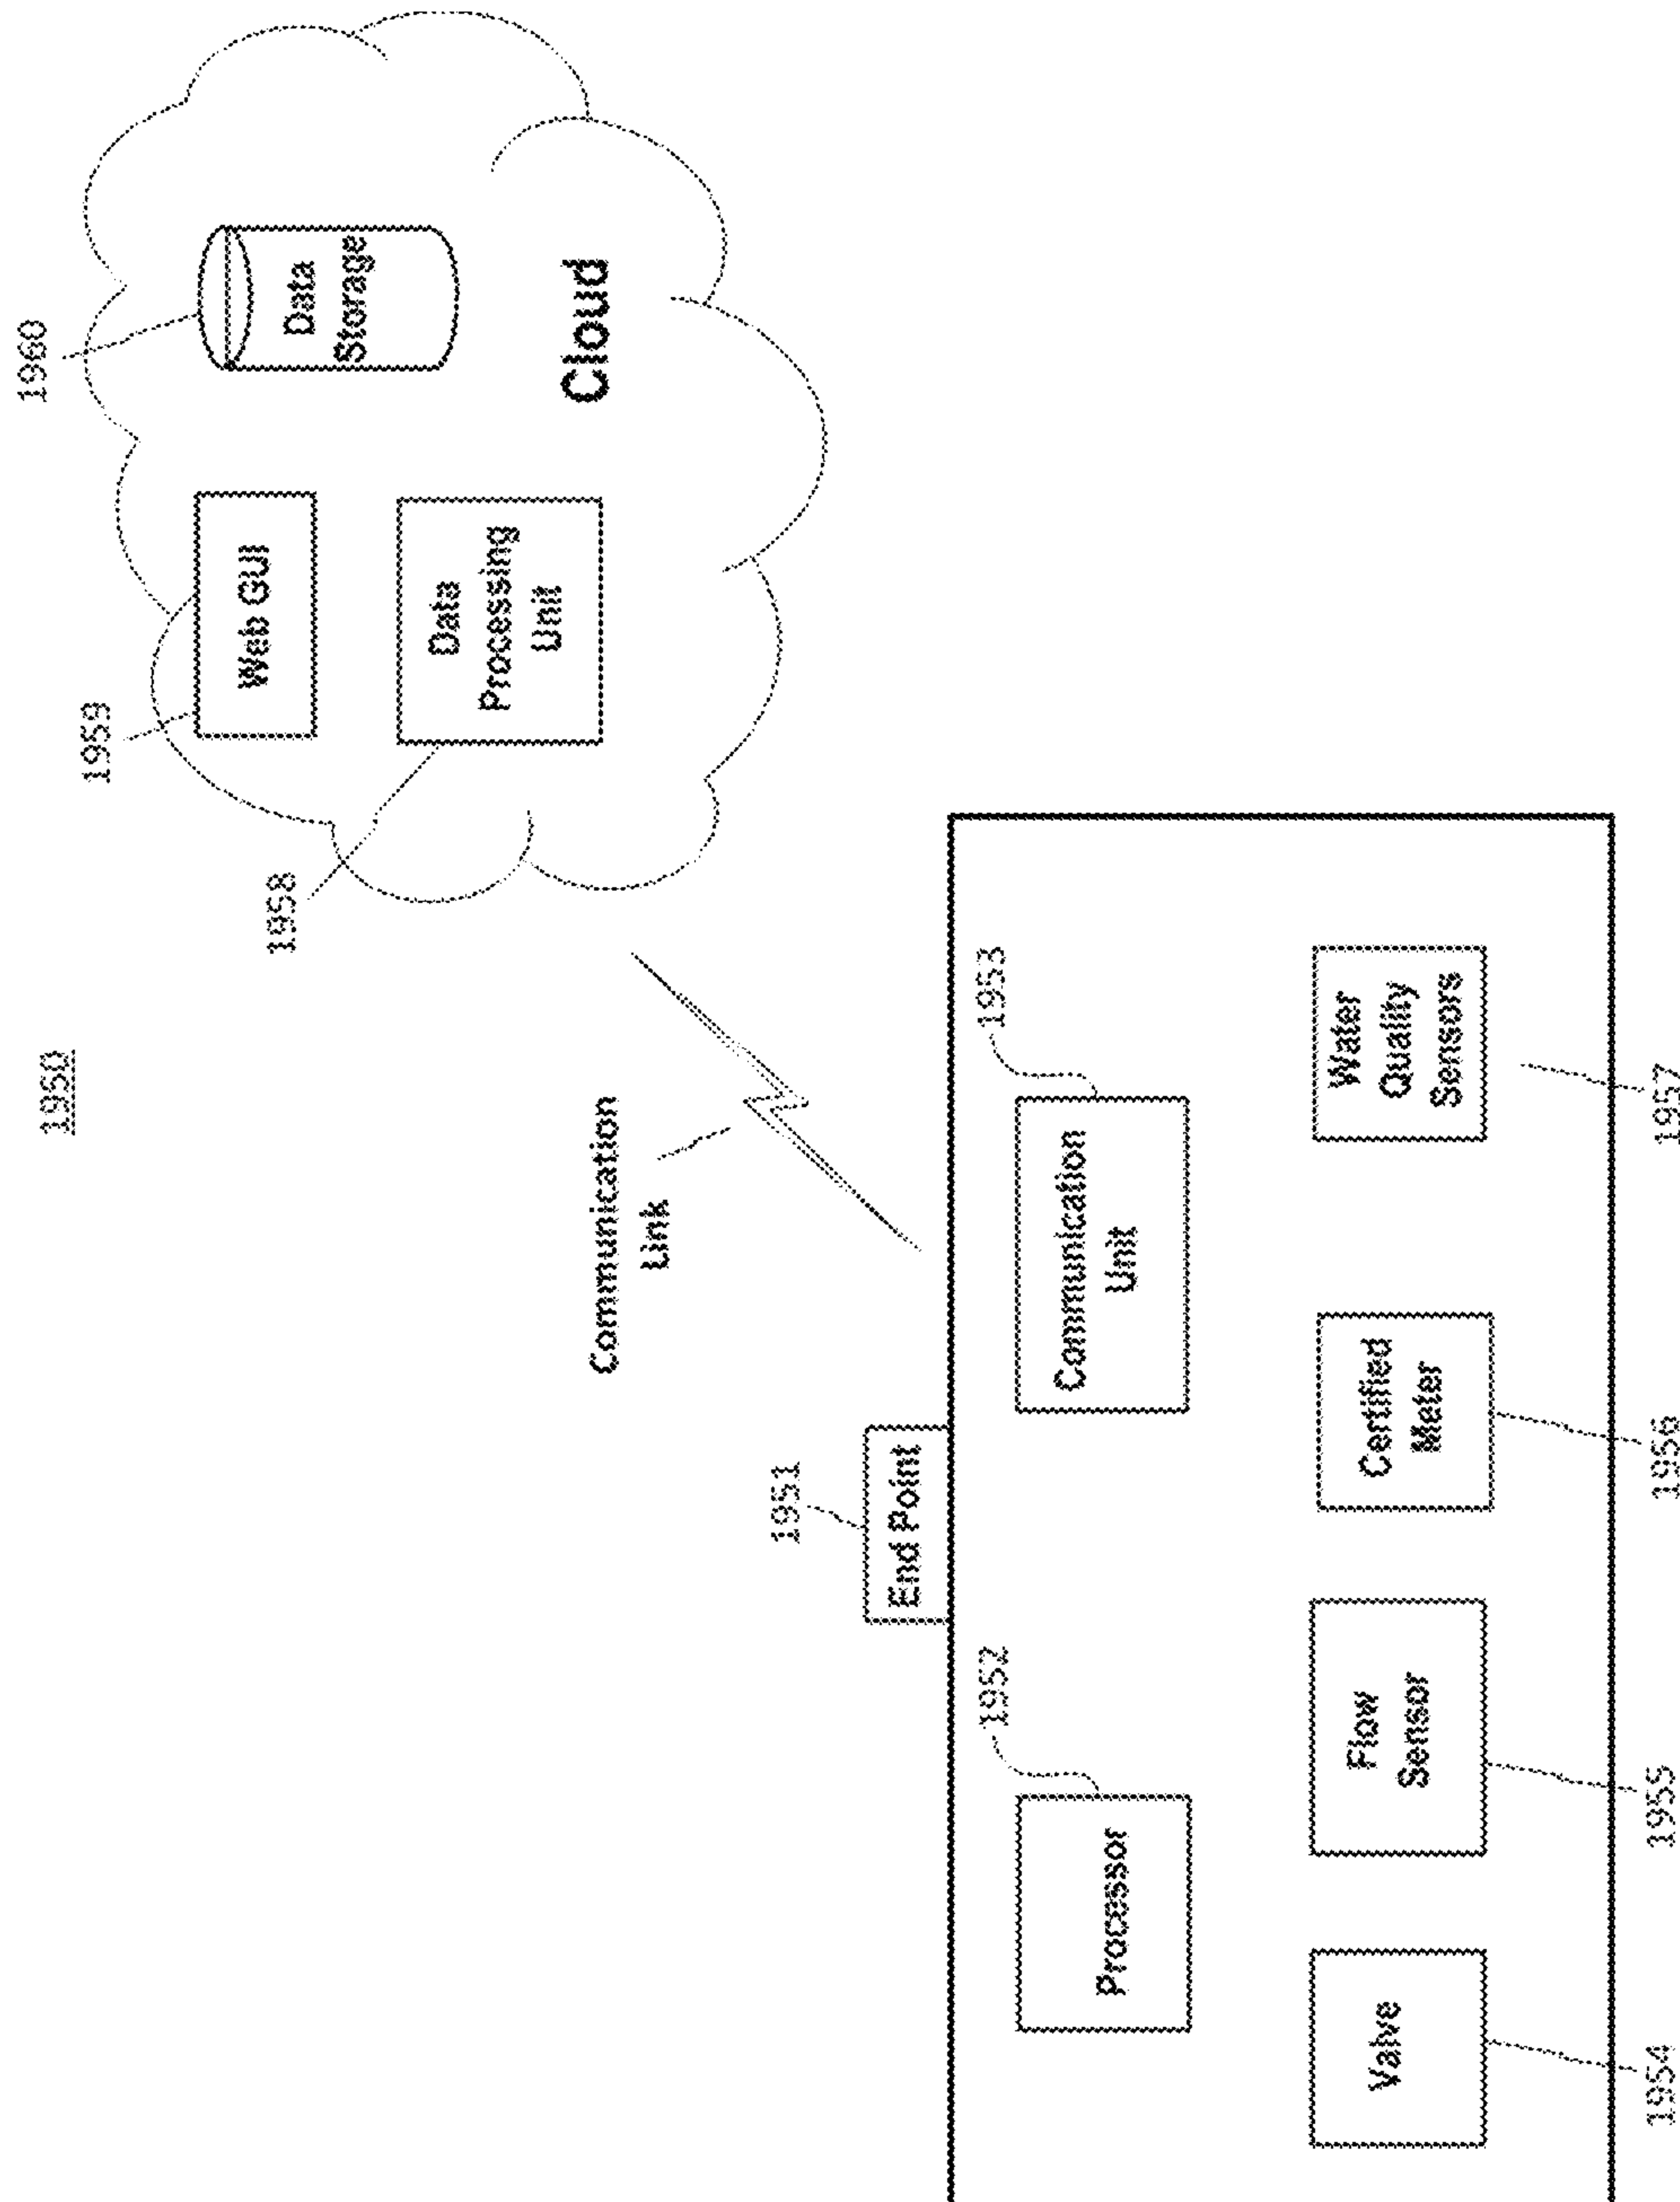 1950
1960
1959
Web GUI
Data
Storage
1958
Data
Processing
Unit
Cloud
Communication
Link
1951
End Point
1952
1953
Processor
Communication
Unit
Valve
Flow
Sensor
Certified
Meter
Water
Quality
Sensors
1954
1955
1956
1957